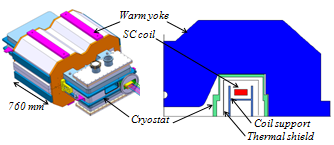 Warm yoke
SC coil
760 mm
Cryostat
Coil support
Thermal shield